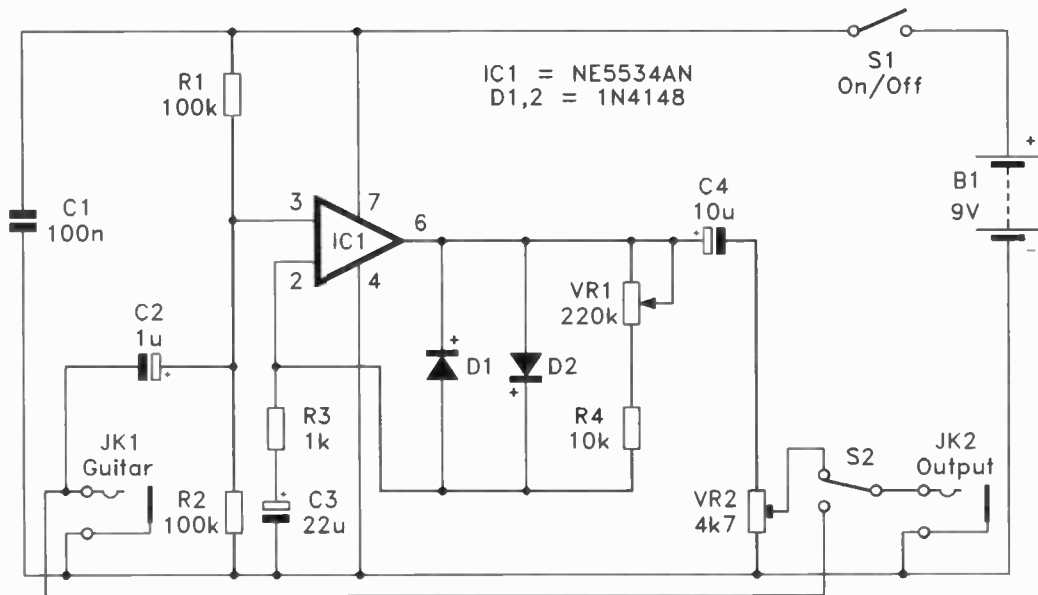 R1
100k
IC1 = NE5534AN
D1,2 = 1N4148
S1
On/Off
C1
100n
3
7
IC1
6
2
4
C4
10u
B1
9V
+
-
+
C2
1u
+
VR1
220k
+
D1
D2
+
R3
1k
R4
10k
JK1
Guitar
R2
100k
+
C3
22u
VR2
4k7
S2
JK2
Output